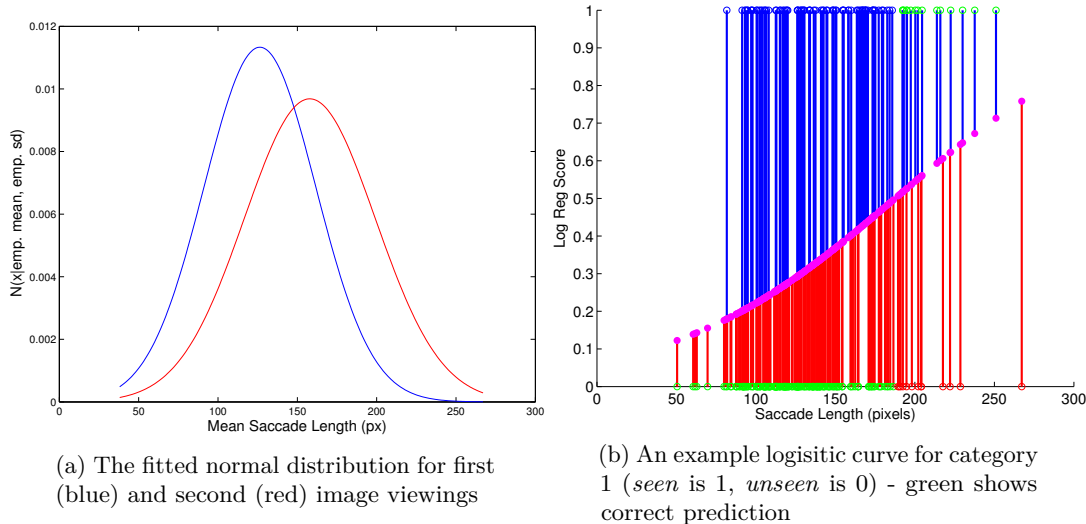 0.012
0.01
0.008
0.006
0.004
0.002
0
N(x|emp. mean, emp. sd)
0 50 100 150 200 250 300
Mean Saccade Length (px)
(a) The fitted normal distribution for first
(blue) and second (red) image viewings
1
0.9
0.8
0.7
0.6
0.5
0.4
0.3
0.2
0.1
0
Log Reg Score
0 50 100 150 200 250 300
Saccade Length (pixels)
(b) An example logisitic curve for category
1 (seen is 1, unseen is 0) - green shows
correct prediction